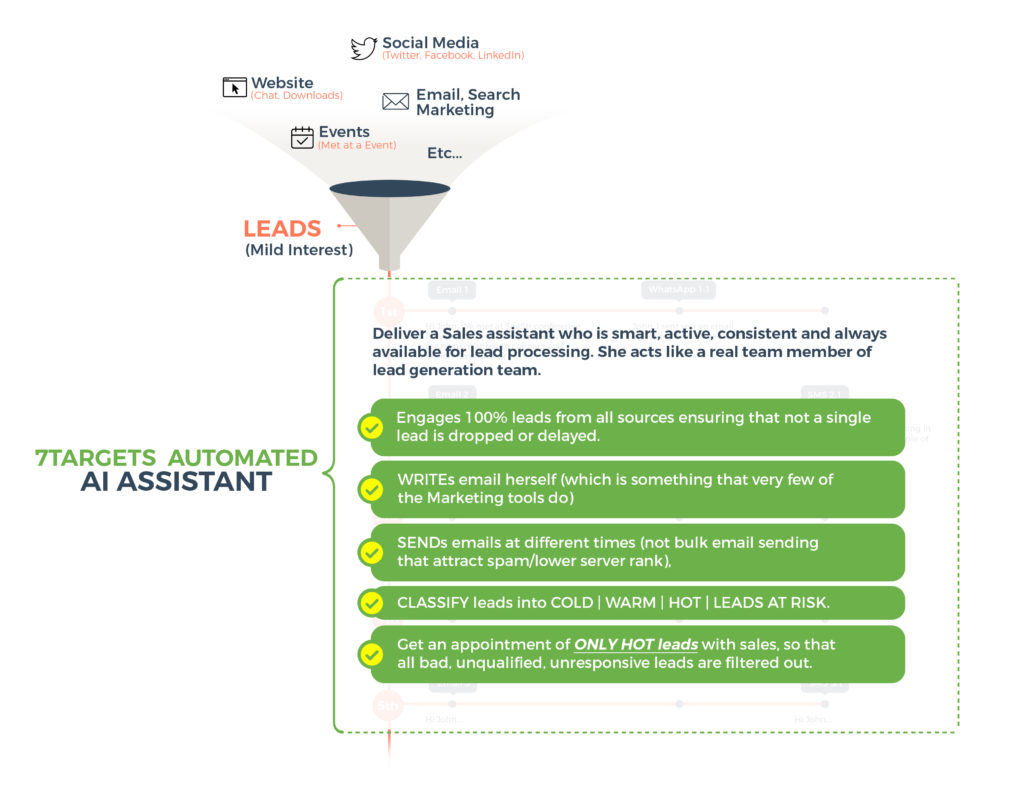 Social Media
(Twitter, Facebook, LinkedIn)
Website
(Chat, Downloads)
Email, Search
Marketing
Events
(Met at a Event)
Etc...
LEADS
(Mild Interest)
Email 1
WhatsApp 1.1
1st
Deliver a Sales assistant who is smart, active, consistent and always
available for lead processing. She acts like a real team member of
lead generation team.
Email 2
SMS 2.1
Engages 100% leads from all sources ensuring that not a single
lead is dropped or delayed.
7TARGETS AUTOMATED
AI ASSISTANT
WRITEs email herself (which is something that very few of
the Marketing tools do)
SENDs emails at different times (not bulk email sending
that attract spam/lower server rank),
CLASSIFY leads into COLD | WARM | HOT | LEADS AT RISK.
Get an appointment of ONLY HOT leads with sales, so that
all bad, unqualified, unresponsive leads are filtered out.
5th
Hi John...
Hi John...